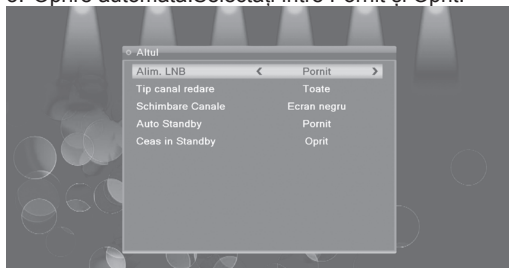 Altul
Alim. LNB Pornit
Tip canal redare Toate
Schimbare Canale Ecran negru
Auto Standby Pornit
Ceas in Standby Oprit